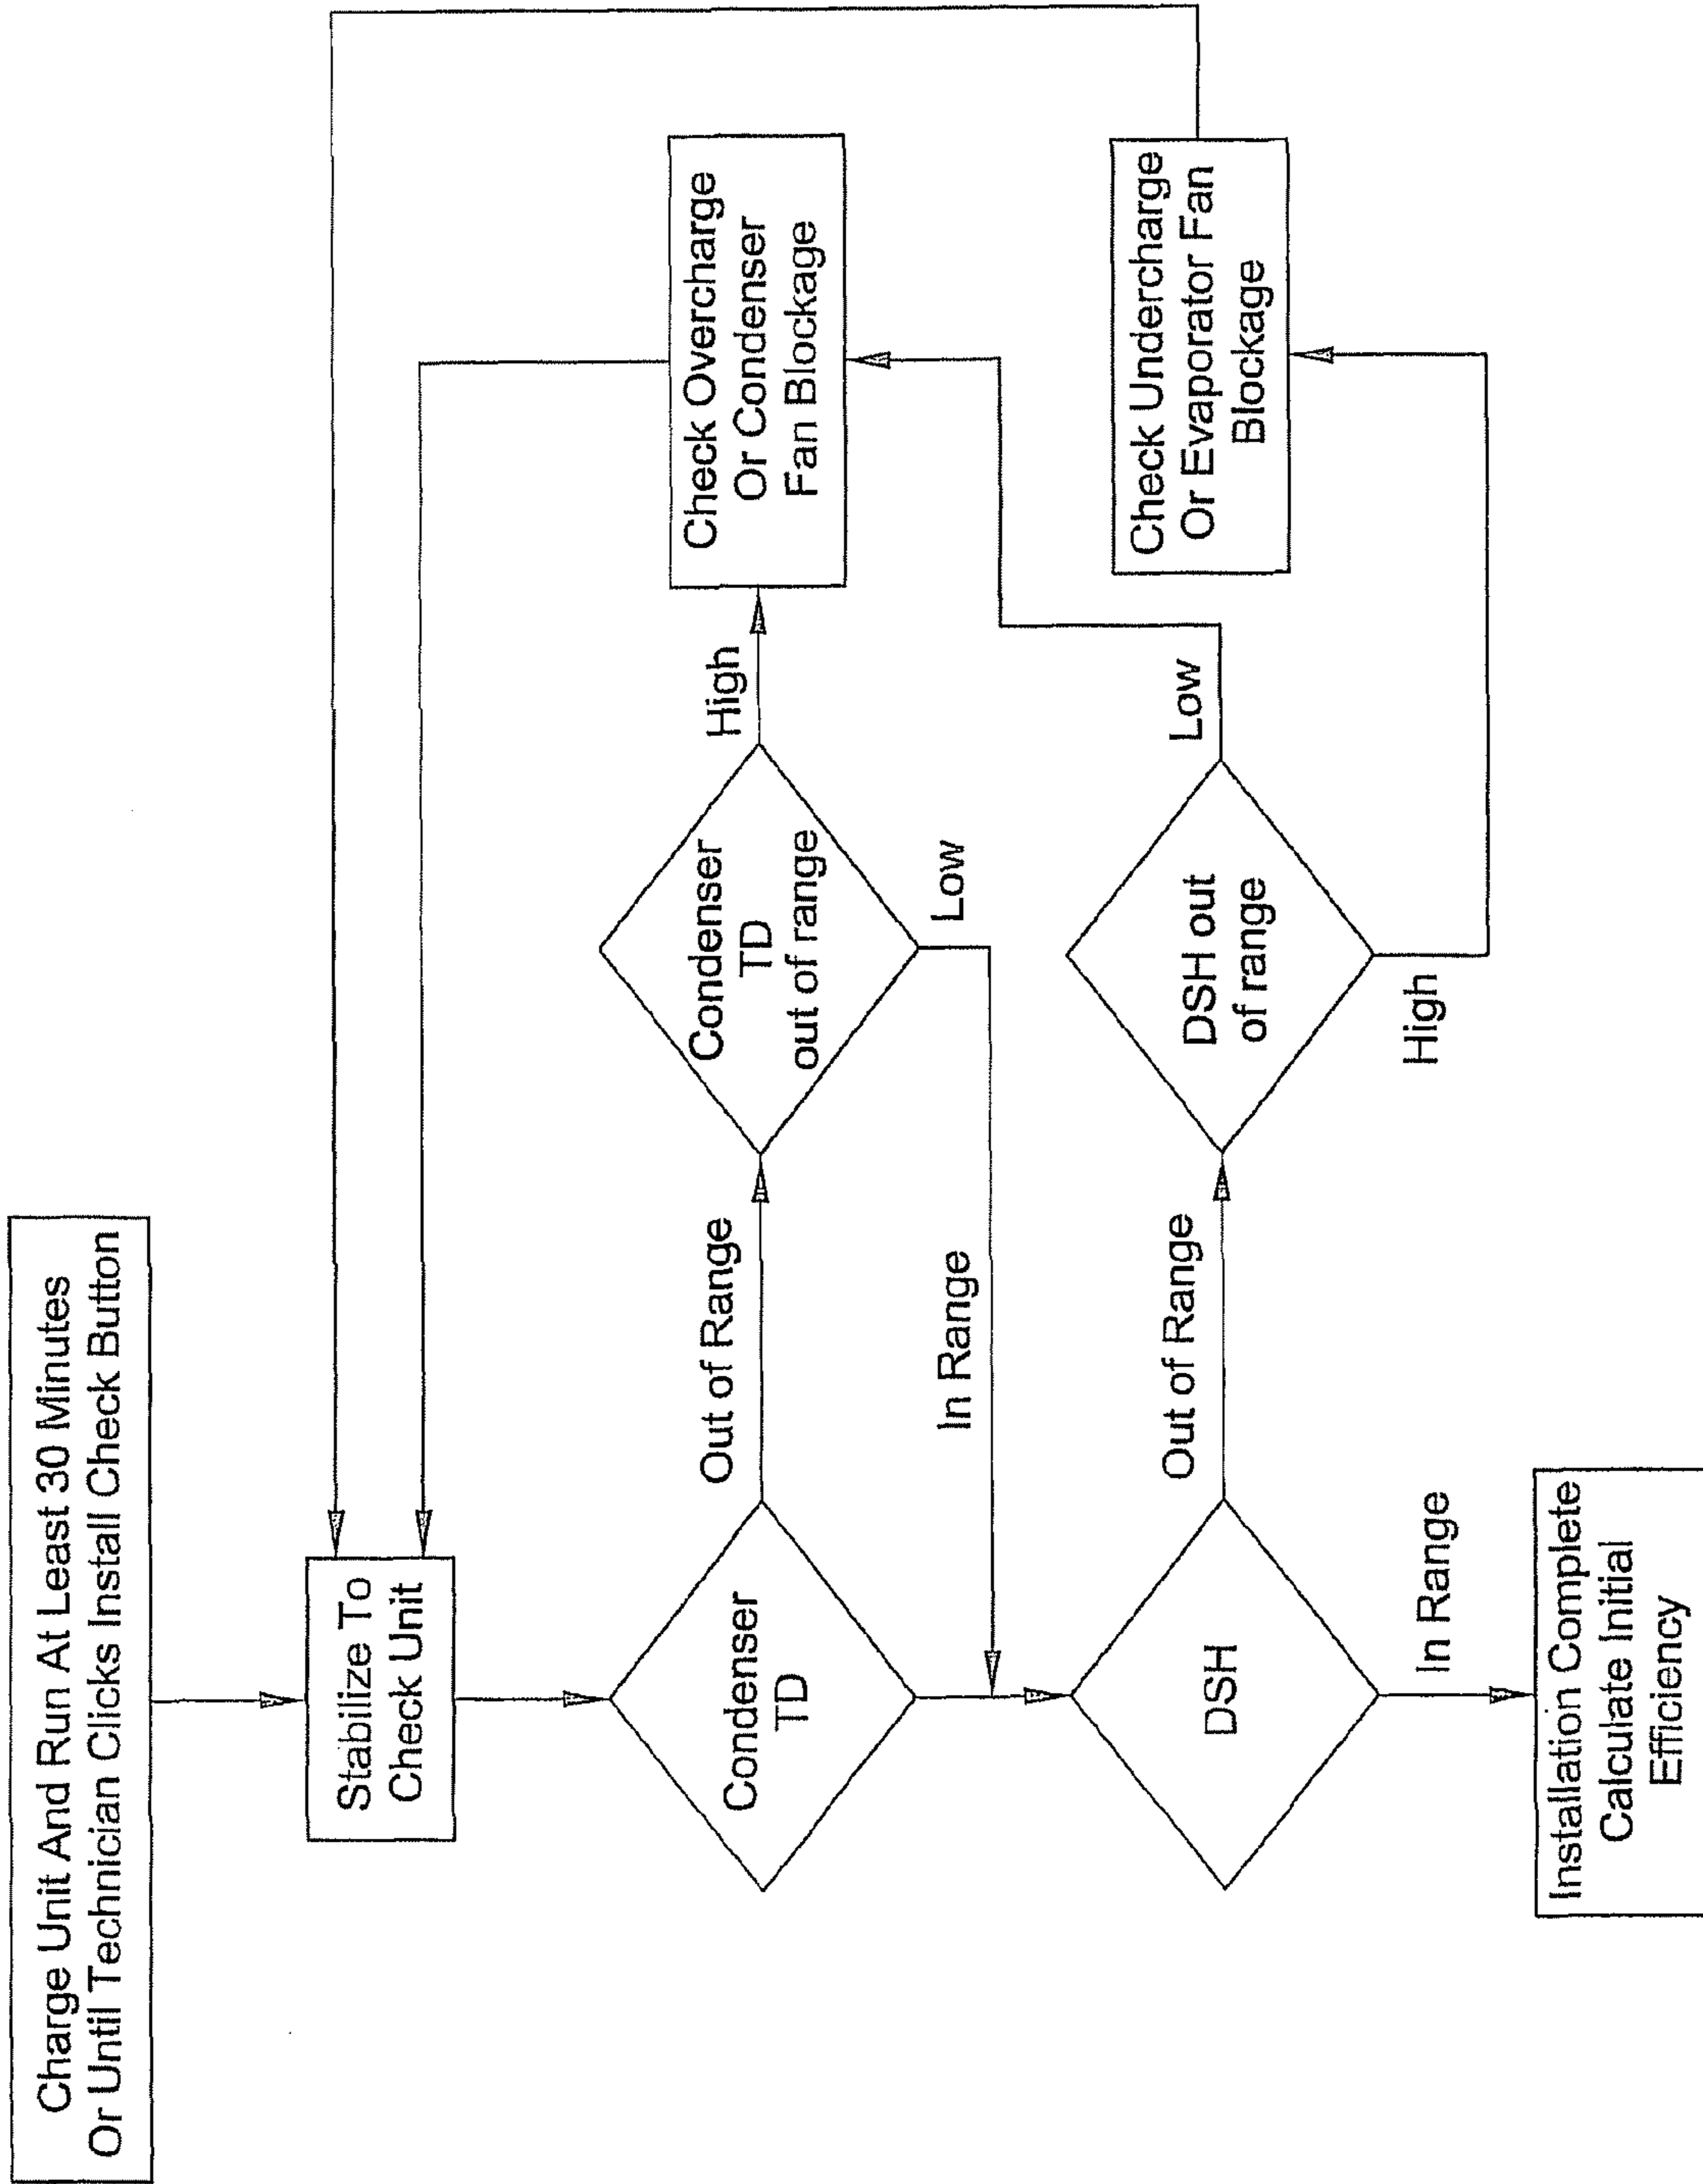 Charge Unit And Run At Least 30 Minutes
Or Until Technician Clicks Install Check Button
Stabilize To
Check Unit
Condenser
TD
Out of Range
Condenser
TD
out of range
High
Check Overcharge
Or Condenser
Fan Blockage
Low
In Range
DSH
Out of Range
DSH out
of range
Low
High
Check Undercharge
Or Evaporator Fan
Blockage
In Range
Installation Complete
Calculate Initial
Efficiency